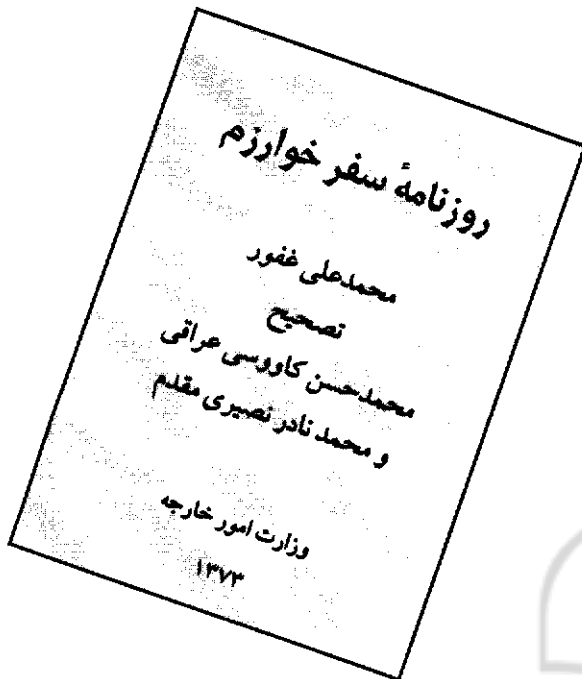 روزنامهٔ سفر خوارزم
محمدعلی غفور
تصحیح
محمدحسن کاووسی عراقی
و محمد نادر نصیری مقدم
وزارت امور خارجه
۱۳۷۳